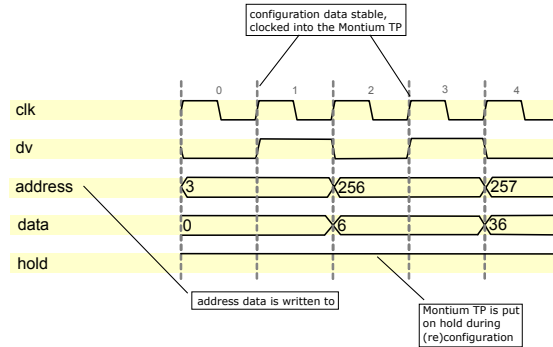 configuration data stable,
clocked into the Montium TP
0 1 2 3 4
clk
dv
address 3 256 257
data 0 6 36
hold
address data is written to
Montium TP is put
on hold during
(re)configuration